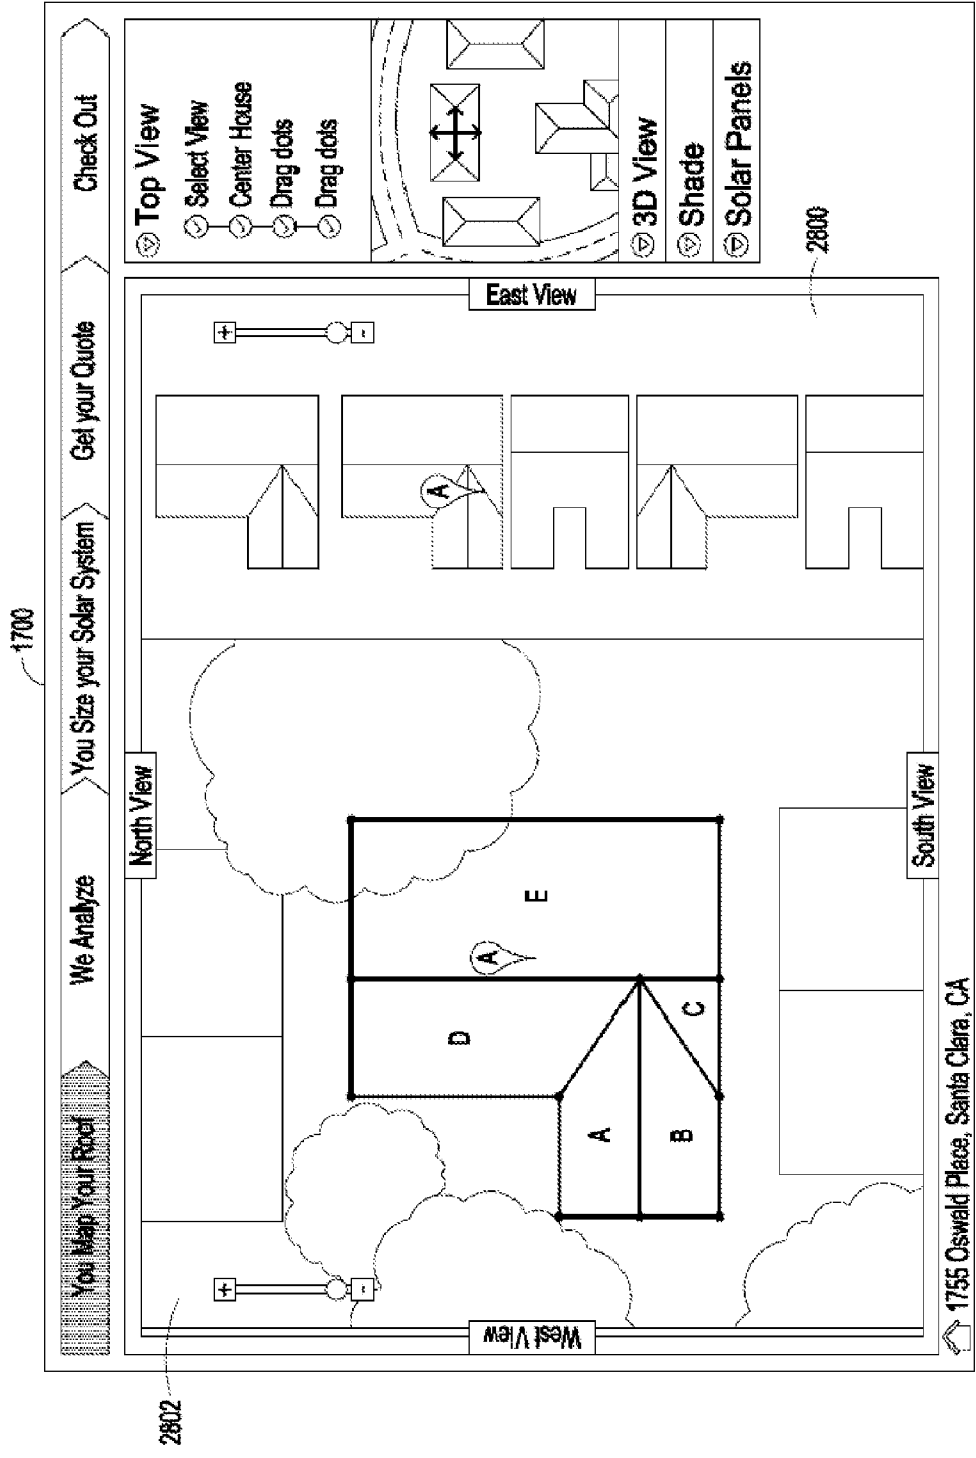 1700
You Map Your Roof
We Analyze
You Size your Solar System
Get your Quote
Check Out
2802
North View
West View
East View
South View
+
-
+
-
A
A
D
E
A
B
C
2800
Top View
Select View
Center House
Drag dots
Drag dots
3D View
Shade
Solar Panels
1755 Oswald Place, Santa Clara, CA